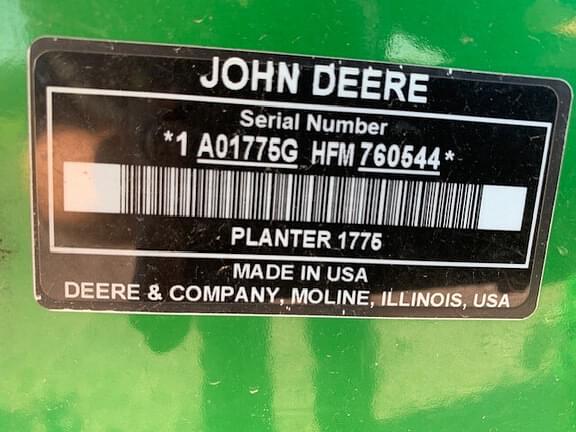 JOHN DEERE
Serial Number
*1 A01775G HFM 760544*
PLANTER 1775
MADE IN USA
DEERE & COMPANY, MOLINE, ILLINOIS, USA